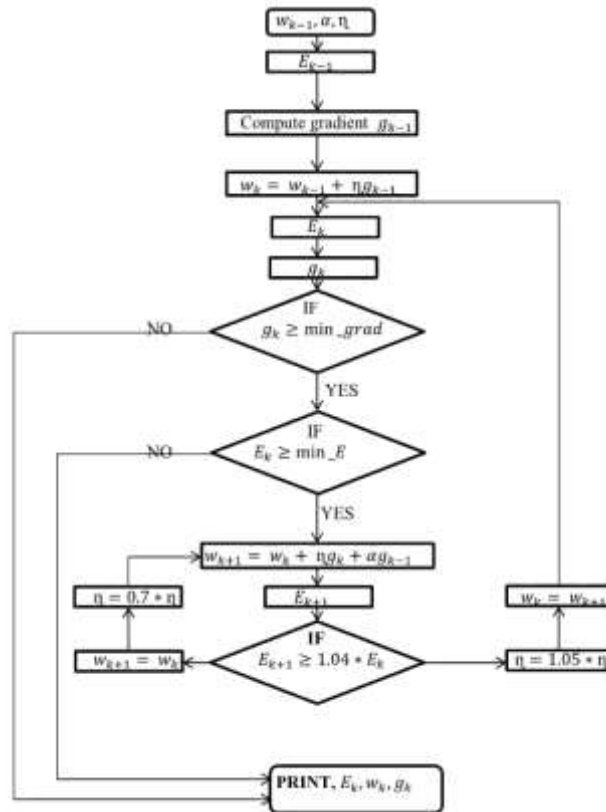 w_{k-1}, α, η
E_{k-1}
Compute gradient g_{k-1}
w_k = w_{k-1} + ηg_{k-1}
E_k
g_k
IF
g_k ≥ min_grad
NO
YES
IF
E_k ≥ min_E
NO
YES
w_{k+1} = w_k + ηg_k + αg_{k-1}
η = 0.7 * η
E_{k+1}
w_k = w_{k+1}
IF
E_{k+1} ≥ 1.04 * E_k
w_{k+1} = w_k
η = 1.05 * η
PRINT, E_k, w_k, g_k